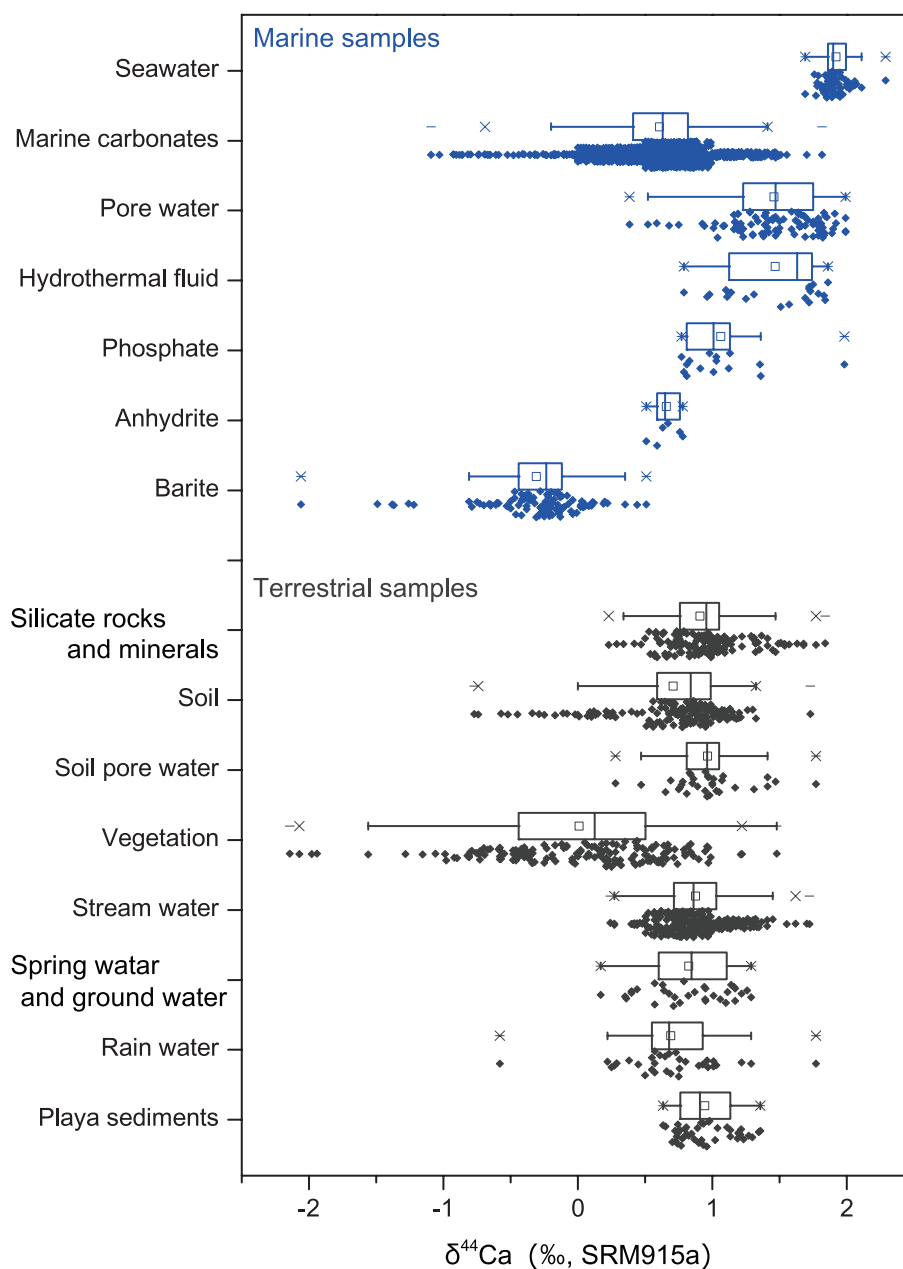 Marine samples
Seawater
Marine carbonates
Pore water
Hydrothermal fluid
Phosphate
Anhydrite
Barite
Terrestrial samples
Silicate rocks
and minerals
Soil
Soil pore water
Vegetation
Stream water
Spring watar
and ground water
Rain water
Playa sediments
-2 -1 0 1 2
δ⁴⁴Ca (‰, SRM915a)